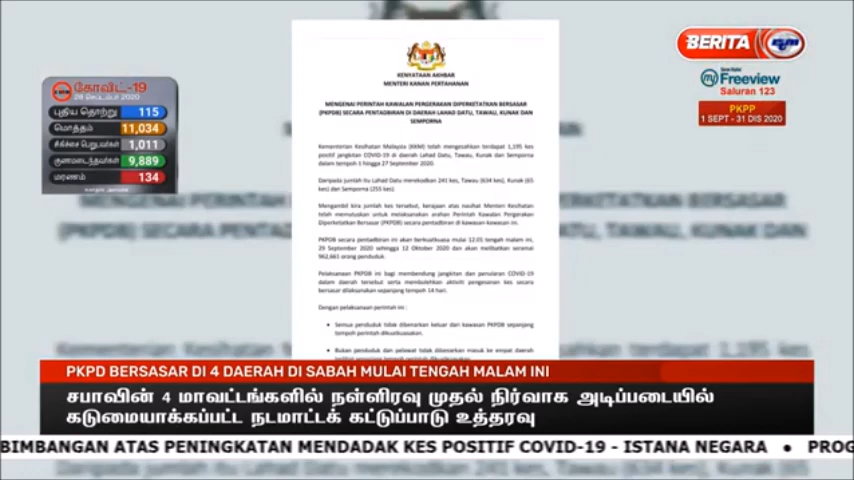 KENYATAAN AKHBAR
MENTERI KANAN PERTAHANAN
MENGENAI PERINTAH KAWALAN PERGERAKAN DIPERKETATKAN BERSASAR
(PKPDB) SECARA PENTADBIRAN DI DAERAH LAHAD DATU, TAWAU, KUNAK DAN
SEMPORNA
Kementerian Kesihatan Malaysia (KKM) telah mengesahkan terdapat 1,195 kes
positif jangkitan COVID-19 di daerah Lahad Datu, Tawau, Kunak dan Semporna
dalam tempoh 1 hingga 27 September 2020.
Daripada jumlah itu Lahad Datu merekodkan 241 kes, Tawau (634 kes), Kunak (65
kes) dan Semporna (255 kes).
Mengambil kira jumlah kes tersebut, kerajaan atas nasihat Menteri Kesihatan
telah memutuskan untuk melaksanakan arahan Perintah Kawalan Pergerakan
Diperketatkan Bersasar (PKPDB) secara pentadbiran di kawasan-kawasan ini.
PKPDB secara pentadbiran ini akan berkuatkuasa mulai 12.01 tengah malam ini,
29 September 2020 sehingga 12 Oktober 2020 dan akan melibatkan seramai
962,661 orang penduduk.
Pelaksanaan PKPDB ini bagi membendung jangkitan dan penularan COVID-19
dalam daerah tersebut serta membolehkan aktiviti pengesanan kes secara
bersasar dilaksanakan sepanjang tempoh 14 hari.
Dengan pelaksanaan perintah ini :
• Semua penduduk tidak dibenarkan keluar dari kawasan PKPDB sepanjang
tempoh perintah dikuatkuasakan.
• Bukan penduduk dan pelawat tidak dibenarkan masuk ke empat daerah
கோவிட்-19
28 செப்டம்பர் 2020
புதிய தொற்று 115
மொத்தம் 11,034
சிகிச்சை பெறுபவர் 1,011
குணமடைந்தவர்கள் 9,889
மரணம் 134
BERITA
Freeview
Saluran 123
PKPP
1 SEPT - 31 DIS 2020
PKPD BERSASAR DI 4 DAERAH DI SABAH MULAI TENGAH MALAM INI
சபாவின் 4 மாவட்டங்களில் நள்ளிரவு முதல் நிர்வாக அடிப்படையில்
கடுமையாக்கப்பட்ட நடமாட்டக் கட்டுப்பாடு உத்தரவு
BIMBANGAN ATAS PENINGKATAN MENDADAK KES POSITIF COVID-19 - ISTANA NEGARA • PROG